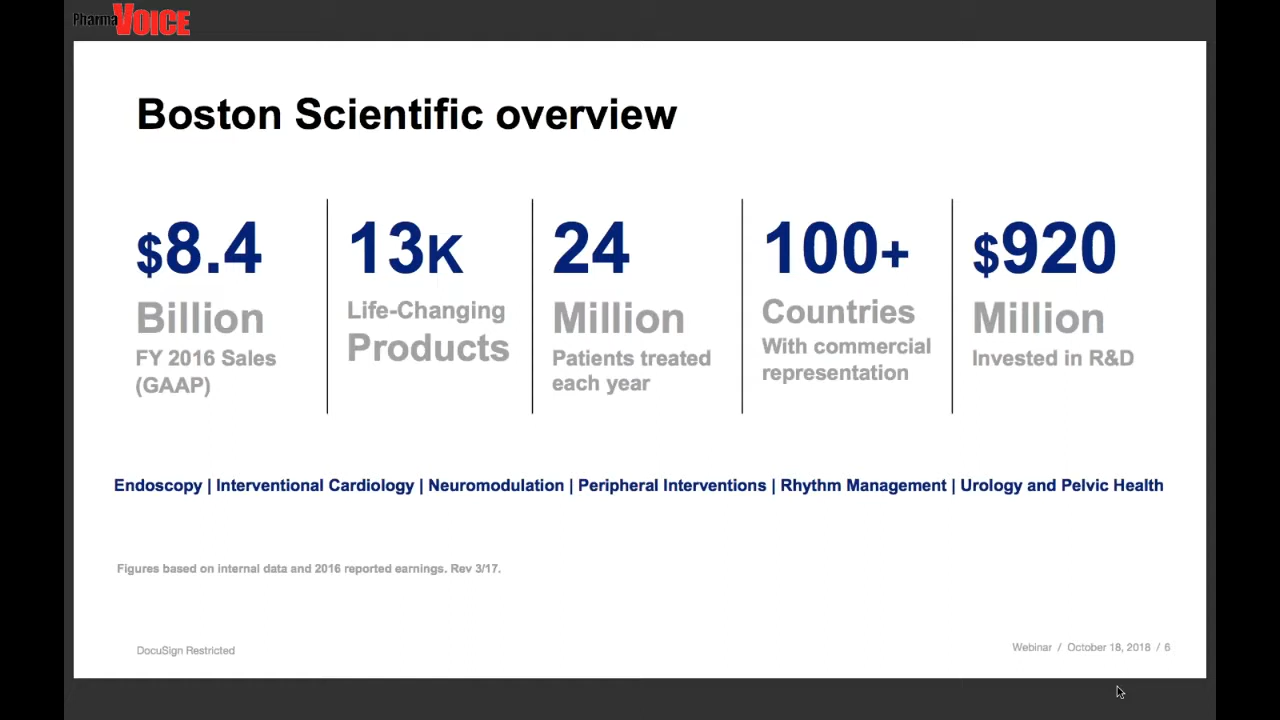 PharmaVOICE
Boston Scientific overview
$8.4
Billion
FY 2016 Sales
(GAAP)
13K
Life-Changing
Products
24
Million
Patients treated
each year
100+
Countries
With commercial
representation
$920
Million
Invested in R&D
Endoscopy | Interventional Cardiology | Neuromodulation | Peripheral Interventions | Rhythm Management | Urology and Pelvic Health
Figures based on internal data and 2016 reported earnings. Rev 3/17.
DocuSign Restricted
Webinar / October 18, 2018 / 6